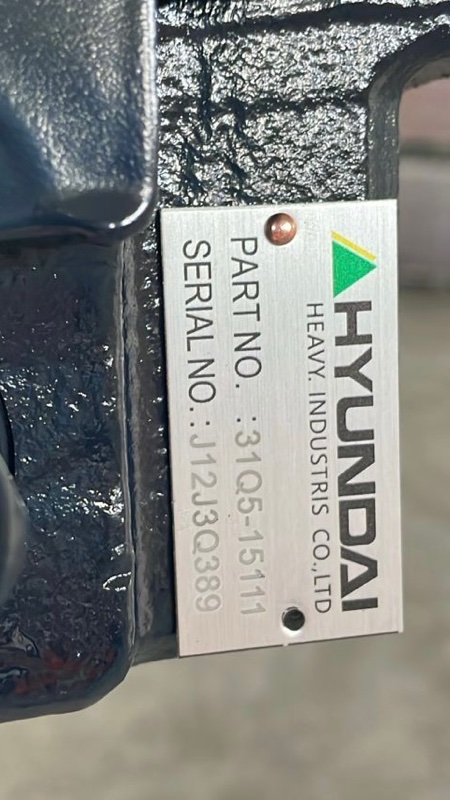 HYUNDAI
HEAVY. INDUSTRIS CO.,LTD
PART NO. :31Q5-15111
SERIAL NO.:J12J3Q389